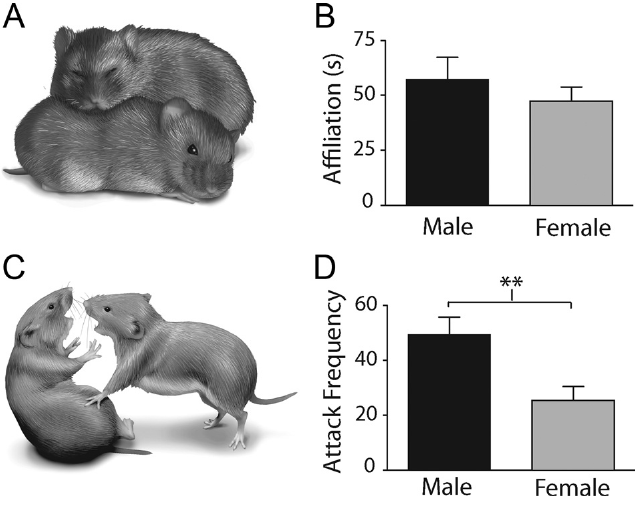 A
B
Affiliation (s)
75
50
25
0
Male Female
C
D
Attack Frequency
60
40
20
0
**
Male Female